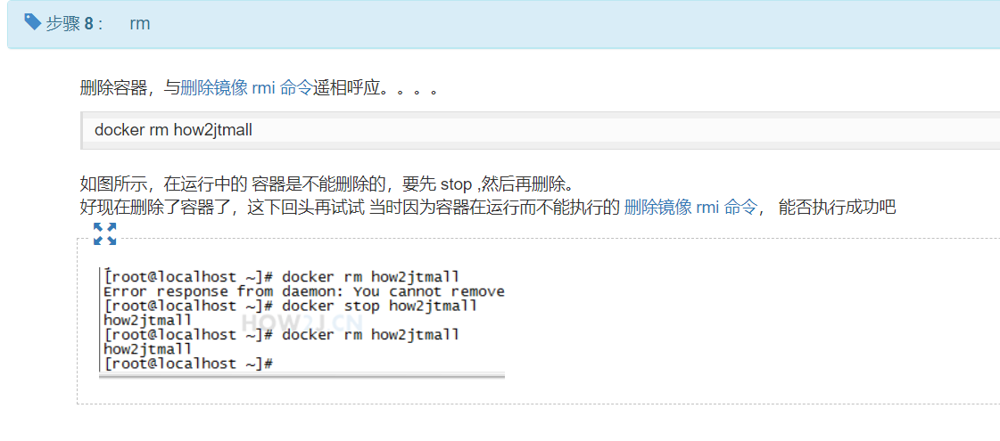 步骤 8 : rm
删除容器，与删除镜像 rmi 命令遥相呼应。。。。
docker rm how2jtmall
如图所示，在运行中的 容器是不能删除的，要先 stop ,然后再删除。
好现在删除了容器了，这下回头再试试 当时因为容器在运行而不能执行的 删除镜像 rmi 命令， 能否执行成功吧
[root@localhost ~]# docker rm how2jtmall
Error response from daemon: You cannot remove
[root@localhost ~]# docker stop how2jtmall
how2jtmall
HOW2J.CN
[root@localhost ~]# docker rm how2jtmall
how2jtmall
[root@localhost ~]#